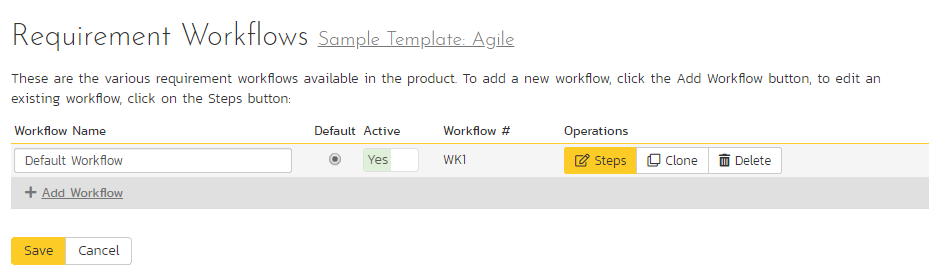 Requirement Workflows Sample Template: Agile
These are the various requirement workflows available in the product. To add a new workflow, click the Add Workflow button, to edit an
existing workflow, click on the Steps button:
Workflow Name Default Active Workflow # Operations
Default Workflow Yes WK1 Steps Clone Delete
Add Workflow
Save Cancel